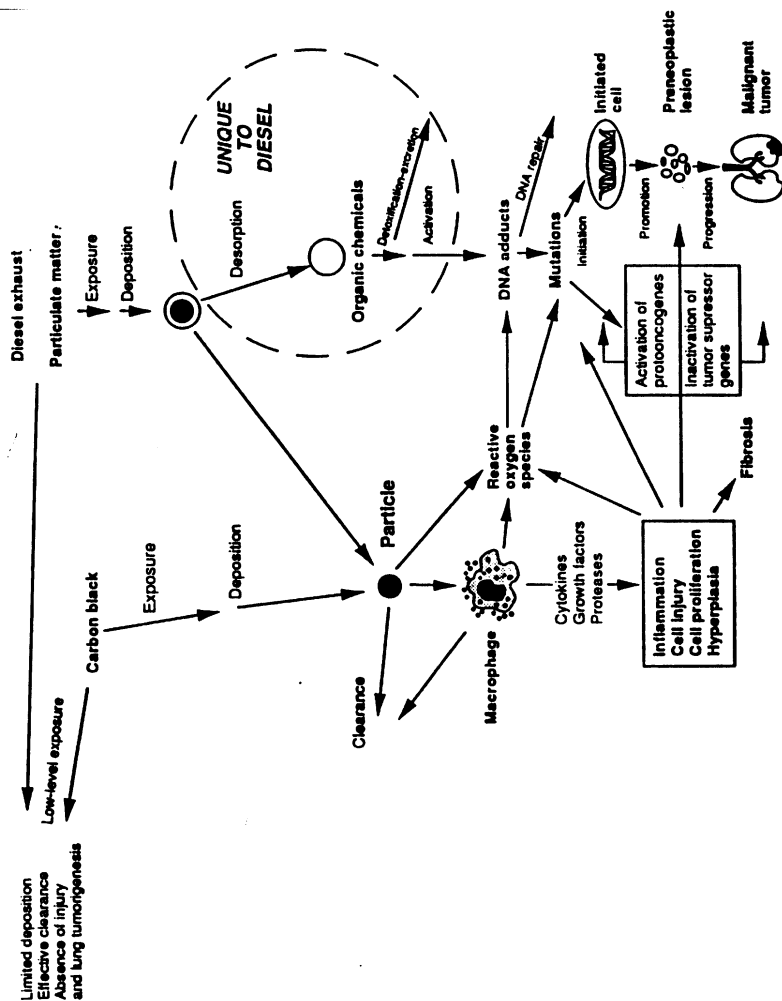 Diesel exhaust
Particulate matter:
Exposure
Deposition
UNIQUE
TO
DIESEL
Desorption
Organic chemicals
Detoxification-excretion
Activation
DNA adducts
DNA repair
Mutations
Initiation
Initiated
cell
Promotion
Preneoplastic
lesion
Progression
Malignant
tumor
Activation of
protooncogenes
Inactivation of
tumor supressor
genes
Limited deposition
Effective clearance
Absence of injury
and lung tumorigenesis
Low-level exposure
Carbon black
Exposure
Deposition
Particle
Clearance
Macrophage
Reactive
oxygen
species
Cytokines
Growth factors
Proteases
Inflammation
Cell injury
Cell proliferation
Hyperplasia
Fibrosis